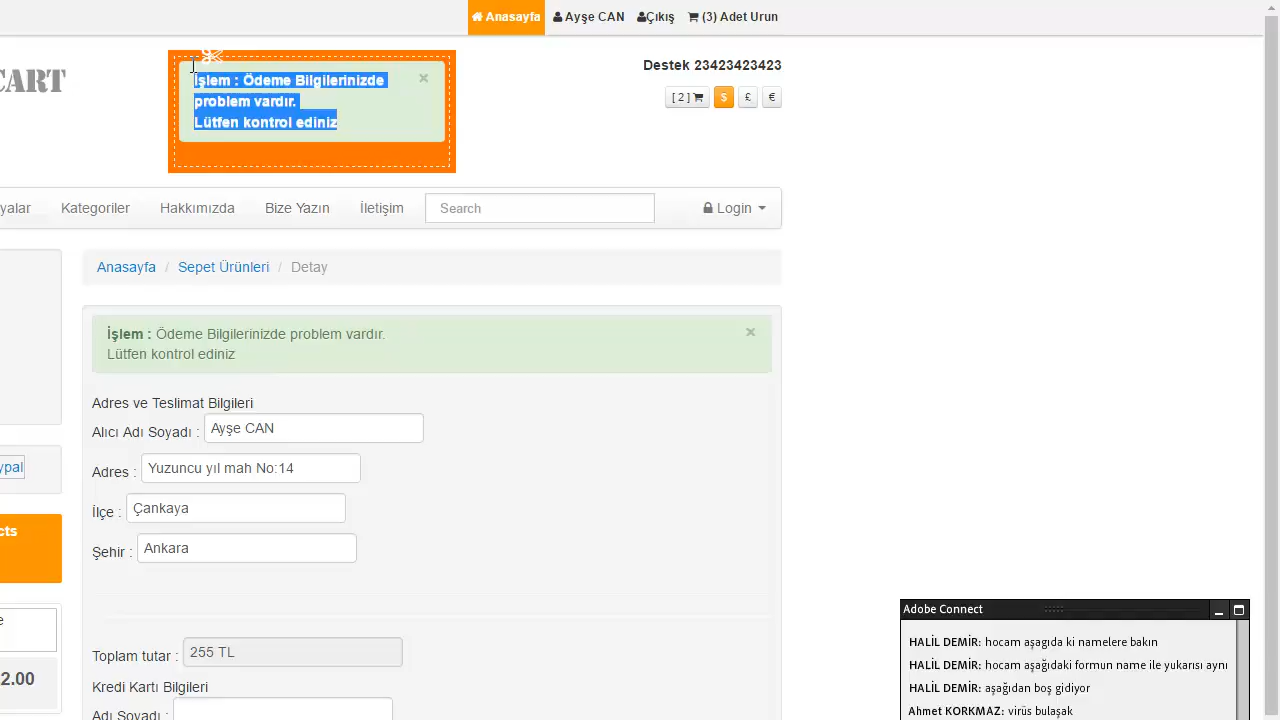 Anasayfa Ayşe CAN Çıkış (3) Adet Urun
CART
İşlem : Ödeme Bilgilerinizde ×
problem vardır.
Lütfen kontrol ediniz
Destek 23423423423
[ 2 ] $ £ €
yalar Kategoriler Hakkımızda Bize Yazın İletişim Search Login
Anasayfa / Sepet Ürünleri / Detay
İşlem : Ödeme Bilgilerinizde problem vardır. ×
Lütfen kontrol ediniz
Adres ve Teslimat Bilgileri
Alıcı Adı Soyadı : Ayşe CAN
Adres : Yuzuncu yıl mah No:14
ypal
İlçe : Çankaya
cts
Şehir : Ankara
e
Toplam tutar : 255 TL
2.00
Kredi Kartı Bilgileri
Adı Soyadı :
Adobe Connect
HALİL DEMİR: hocam aşagıda ki namelere bakın
HALİL DEMİR: hocam aşağıdaki formun name ile yukarısı aynı
HALİL DEMİR: aşağıdan boş gidiyor
Ahmet KORKMAZ: virüs bulaşak